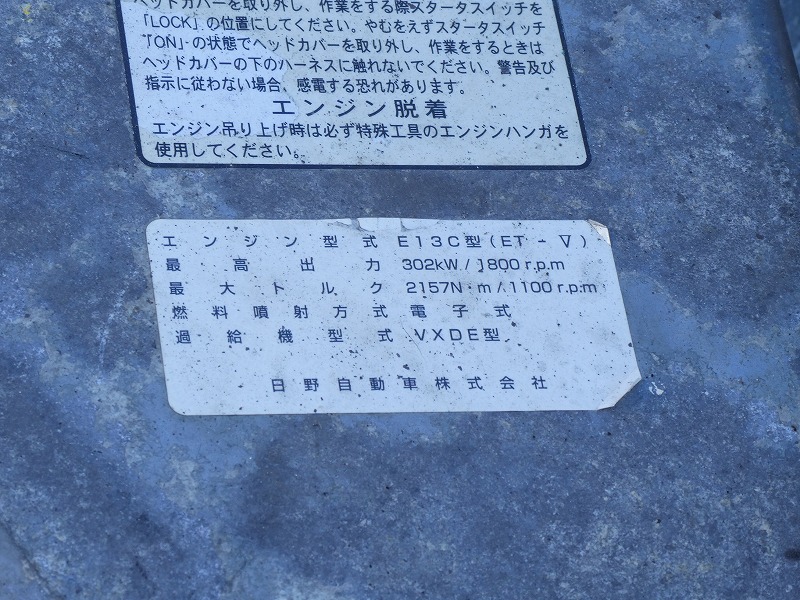 ヘッドカバーを取り外し、作業をする際スタータスイッチを
「LOCK」の位置にしてください。やむをえずスタータスイッチ
「ON」の状態でヘッドカバーを取り外し、作業をするときは
ヘッドカバーの下のハーネスに触れないでください。警告及び
指示に従わない場合、感電する恐れがあります。
エンジン脱着
エンジン吊り上げ時は必ず特殊工具のエンジンハンガを
使用してください。
エンジン型式 E13C型(ET-Ⅴ)
最高出力 302kW/1800r.p.m
最大トルク 2157N・m/1100r.p.m
燃料噴射方式 電子式
過給機型式 VXDE型
日野自動車株式会社